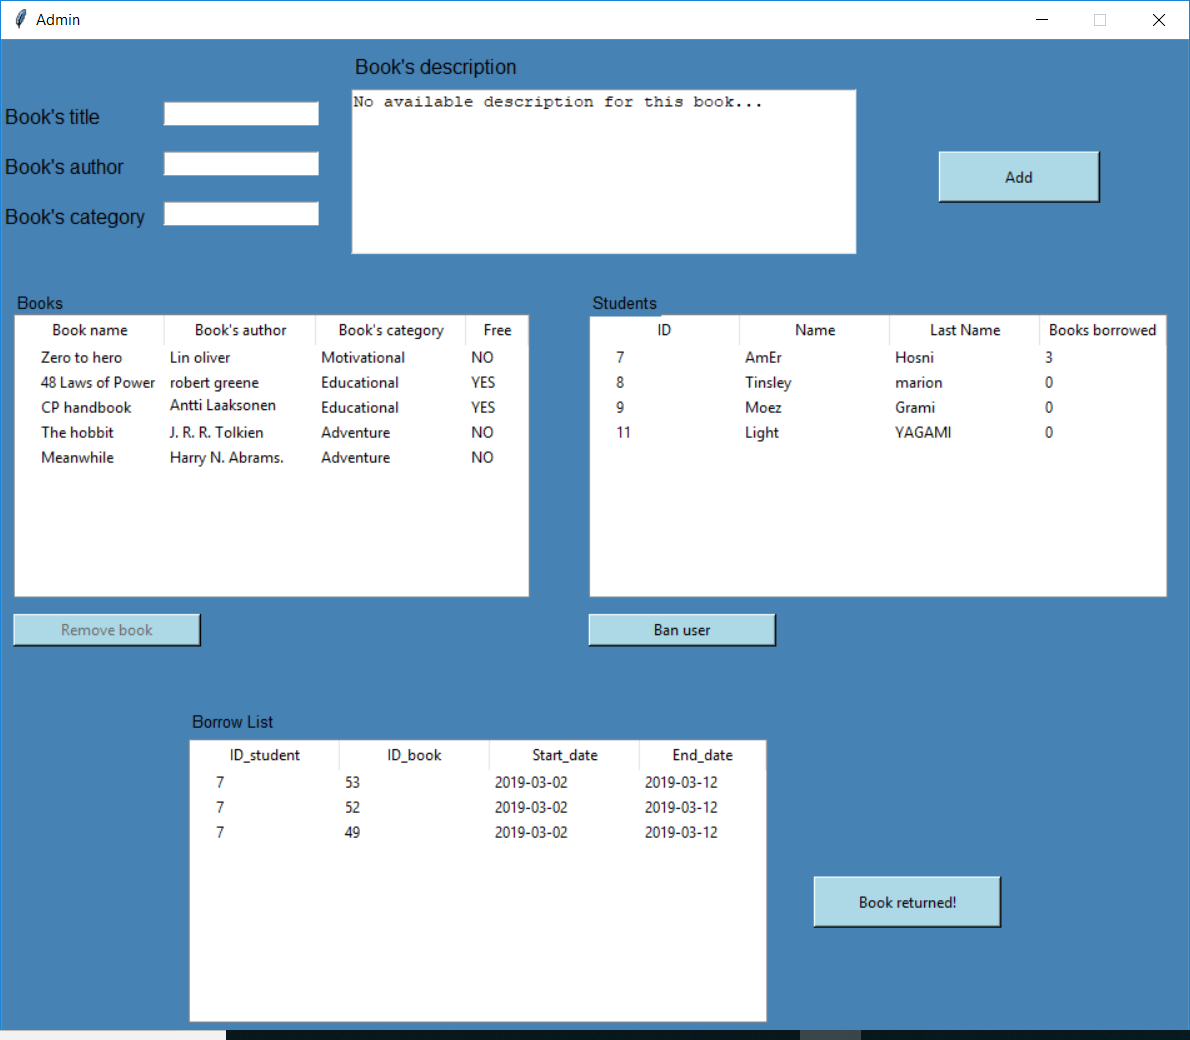 Admin
Book's description
No available description for this book...
Book's title
Book's author
Book's category
Add
Books
Book name Book's author Book's category Free
Zero to hero Lin oliver Motivational NO
48 Laws of Power robert greene Educational YES
CP handbook Antti Laaksonen Educational YES
The hobbit J. R. R. Tolkien Adventure NO
Meanwhile Harry N. Abrams. Adventure NO
Remove book
Students
ID Name Last Name Books borrowed
7 AmEr Hosni 3
8 Tinsley marion 0
9 Moez Grami 0
11 Light YAGAMI 0
Ban user
Borrow List
ID_student ID_book Start_date End_date
7 53 2019-03-02 2019-03-12
7 52 2019-03-02 2019-03-12
7 49 2019-03-02 2019-03-12
Book returned!